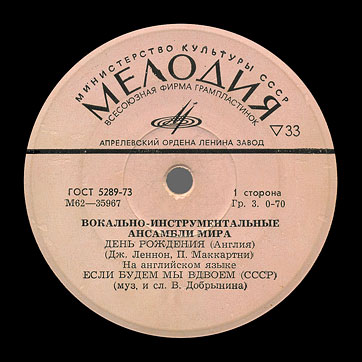 МИНИСТЕРСТВО КУЛЬТУРЫ СССР
МЕЛОДИЯ
ВСЕСОЮЗНАЯ ФИРМА ГРАМПЛАСТИНОК
▽33
АПРЕЛЕВСКИЙ ОРДЕНА ЛЕНИНА ЗАВОД
ГОСТ 5289-73
М62—35967
1 сторона
Гр. 3. 0-70
ВОКАЛЬНО-ИНСТРУМЕНТАЛЬНЫЕ
АНСАМБЛИ МИРА
ДЕНЬ РОЖДЕНИЯ (Англия)
(Дж. Леннон, П. Маккартни)
На английском языке
ЕСЛИ БУДЕМ МЫ ВДВОЕМ (СССР)
(муз. и сл. В. Добрынина)